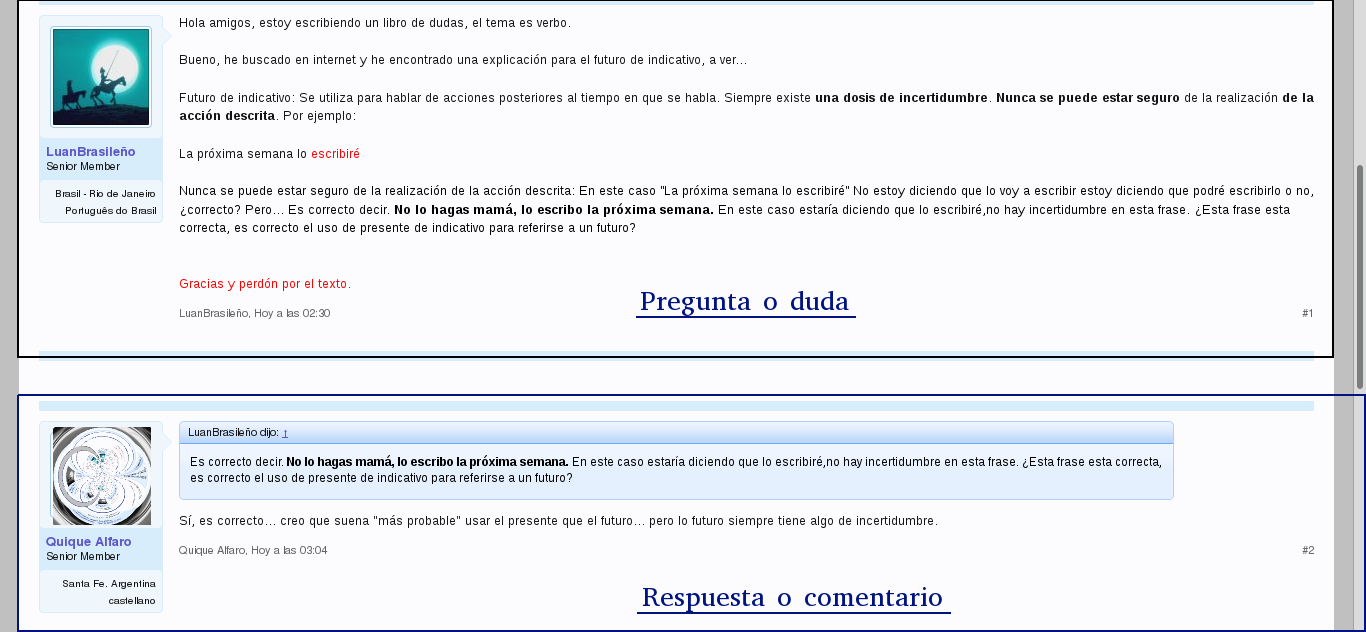 Hola amigos, estoy escribiendo un libro de dudas, el tema es verbo.
Bueno, he buscado en internet y he encontrado una explicación para el futuro de indicativo, a ver...
Futuro de indicativo: Se utiliza para hablar de acciones posteriores al tiempo en que se habla. Siempre existe una dosis de incertidumbre. Nunca se puede estar seguro de la realización de la
acción descrita. Por ejemplo:
LuanBrasileño
Senior Member
La próxima semana lo escribiré
Brasil - Rio de Janeiro
Português do Brasil
Nunca se puede estar seguro de la realización de la acción descrita: En este caso "La próxima semana lo escribiré" No estoy diciendo que lo voy a escribir estoy diciendo que podré escribirlo o no,
¿correcto? Pero... Es correcto decir. No lo hagas mamá, lo escribo la próxima semana. En este caso estaría diciendo que lo escribiré,no hay incertidumbre en esta frase. ¿Esta frase esta
correcta, es correcto el uso de presente de indicativo para referirse a un futuro?
Gracias y perdón por el texto.
Pregunta o duda
LuanBrasileño, Hoy a las 02:30
#1
LuanBrasileño dijo: ↑
Es correcto decir. No lo hagas mamá, lo escribo la próxima semana. En este caso estaría diciendo que lo escribiré,no hay incertidumbre en esta frase. ¿Esta frase esta correcta,
es correcto el uso de presente de indicativo para referirse a un futuro?
Sí, es correcto... creo que suena "más probable" usar el presente que el futuro... pero lo futuro siempre tiene algo de incertidumbre.
Quique Alfaro
Senior Member
Quique Alfaro, Hoy a las 03:04
#2
Santa Fe. Argentina
castellano
Respuesta o comentario